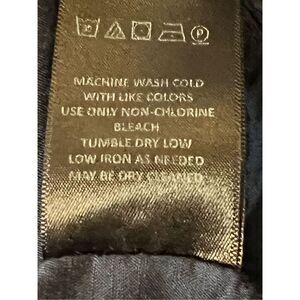 MACHINE WASH COLD
WITH LIKE COLORS
USE ONLY NON-CHLORINE
BLEACH
TUMBLE DRY LOW
LOW IRON AS NEEDED
MAY BE DRY CLEANED